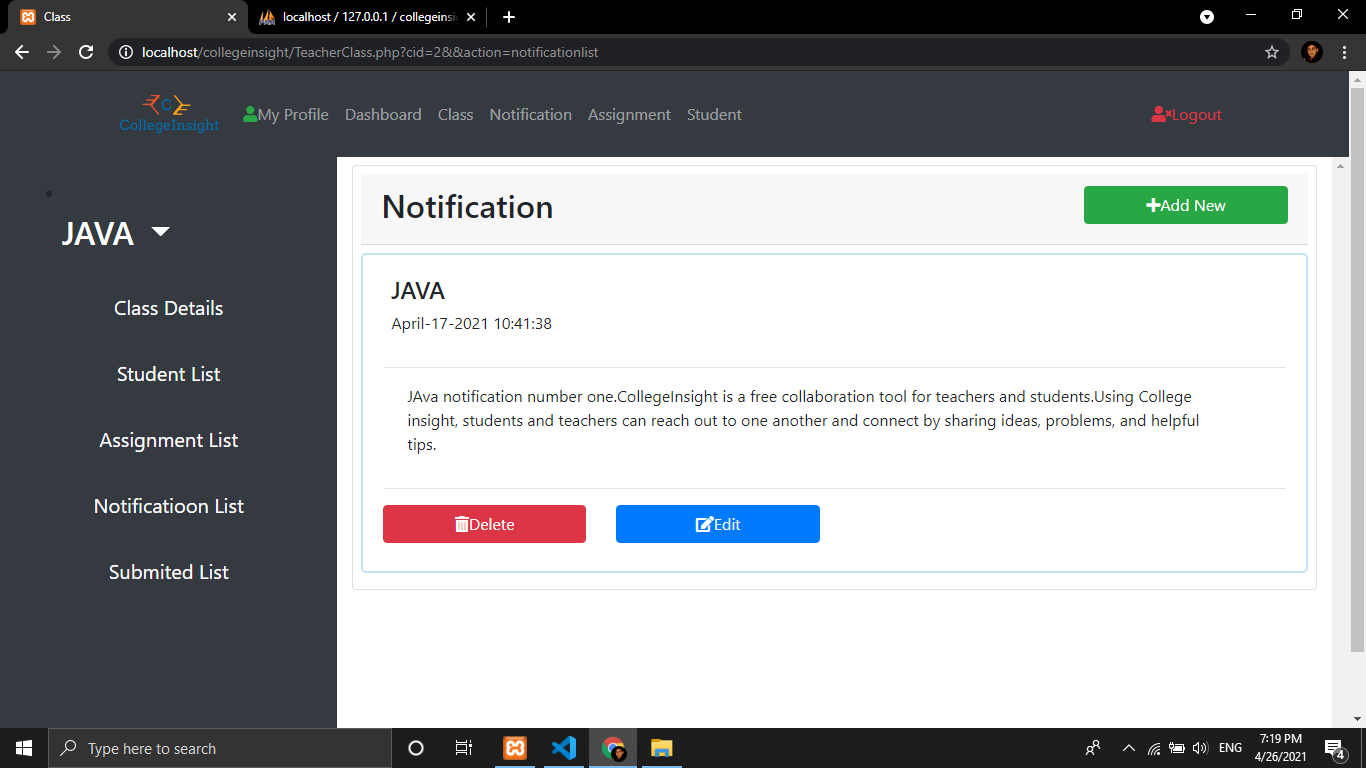 Class
localhost / 127.0.0.1 / collegeinsi
localhost/collegeinsight/TeacherClass.php?cid=2&&action=notificationlist
C
CollegeInsight
My Profile
Dashboard
Class
Notification
Assignment
Student
Logout
JAVA
Class Details
Student List
Assignment List
Notificatioon List
Submited List
Notification
Add New
JAVA
April-17-2021 10:41:38
JAva notification number one.CollegeInsight is a free collaboration tool for teachers and students.Using College
insight, students and teachers can reach out to one another and connect by sharing ideas, problems, and helpful
tips.
Delete
Edit
Type here to search
ENG
7:19 PM
4/26/2021
4